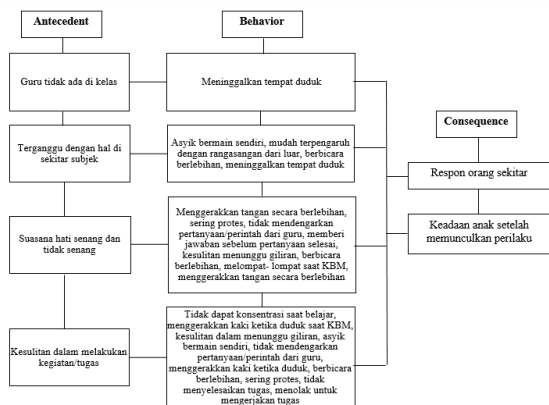 Antecedent
Behavior
Guru tidak ada di kelas
Meninggalkan tempat duduk
Consequence
Terganggu dengan hal di
sekitar subjek
Asyik bermain sendiri, mudah terpengaruh
dengan rangasangan dari luar, berbicara
berlebihan, meninggalkan tempat duduk
Respon orang sekitar
Suasana hati senang dan
tidak senang
Menggerakkan tangan secara berlebihan,
sering protes, tidak mendengarkan
pertanyaan/perintah dari guru, memberi
jawaban sebelum pertanyaan selesai,
kesulitan menunggu giliran, berbicara
berlebihan, melompat- lompat saat KBM,
menggerakkan tangan secara berlebihan
Keadaan anak setelah
memunculkan perilaku
Kesulitan dalam melakukan
kegiatan/tugas
Tidak dapat konsentrasi saat belajar,
menggerakkan kaki ketika duduk saat KBM,
kesulitan dalam menunggu giliran, asyik
bermain sendiri, tidak mendengarkan
pertanyaan/perintah dari guru,
menggerakkan kaki ketika duduk, berbicara
berlebihan, sering protes, tidak
menyelesaikan tugas, menolak untuk
mengerjakan tugas